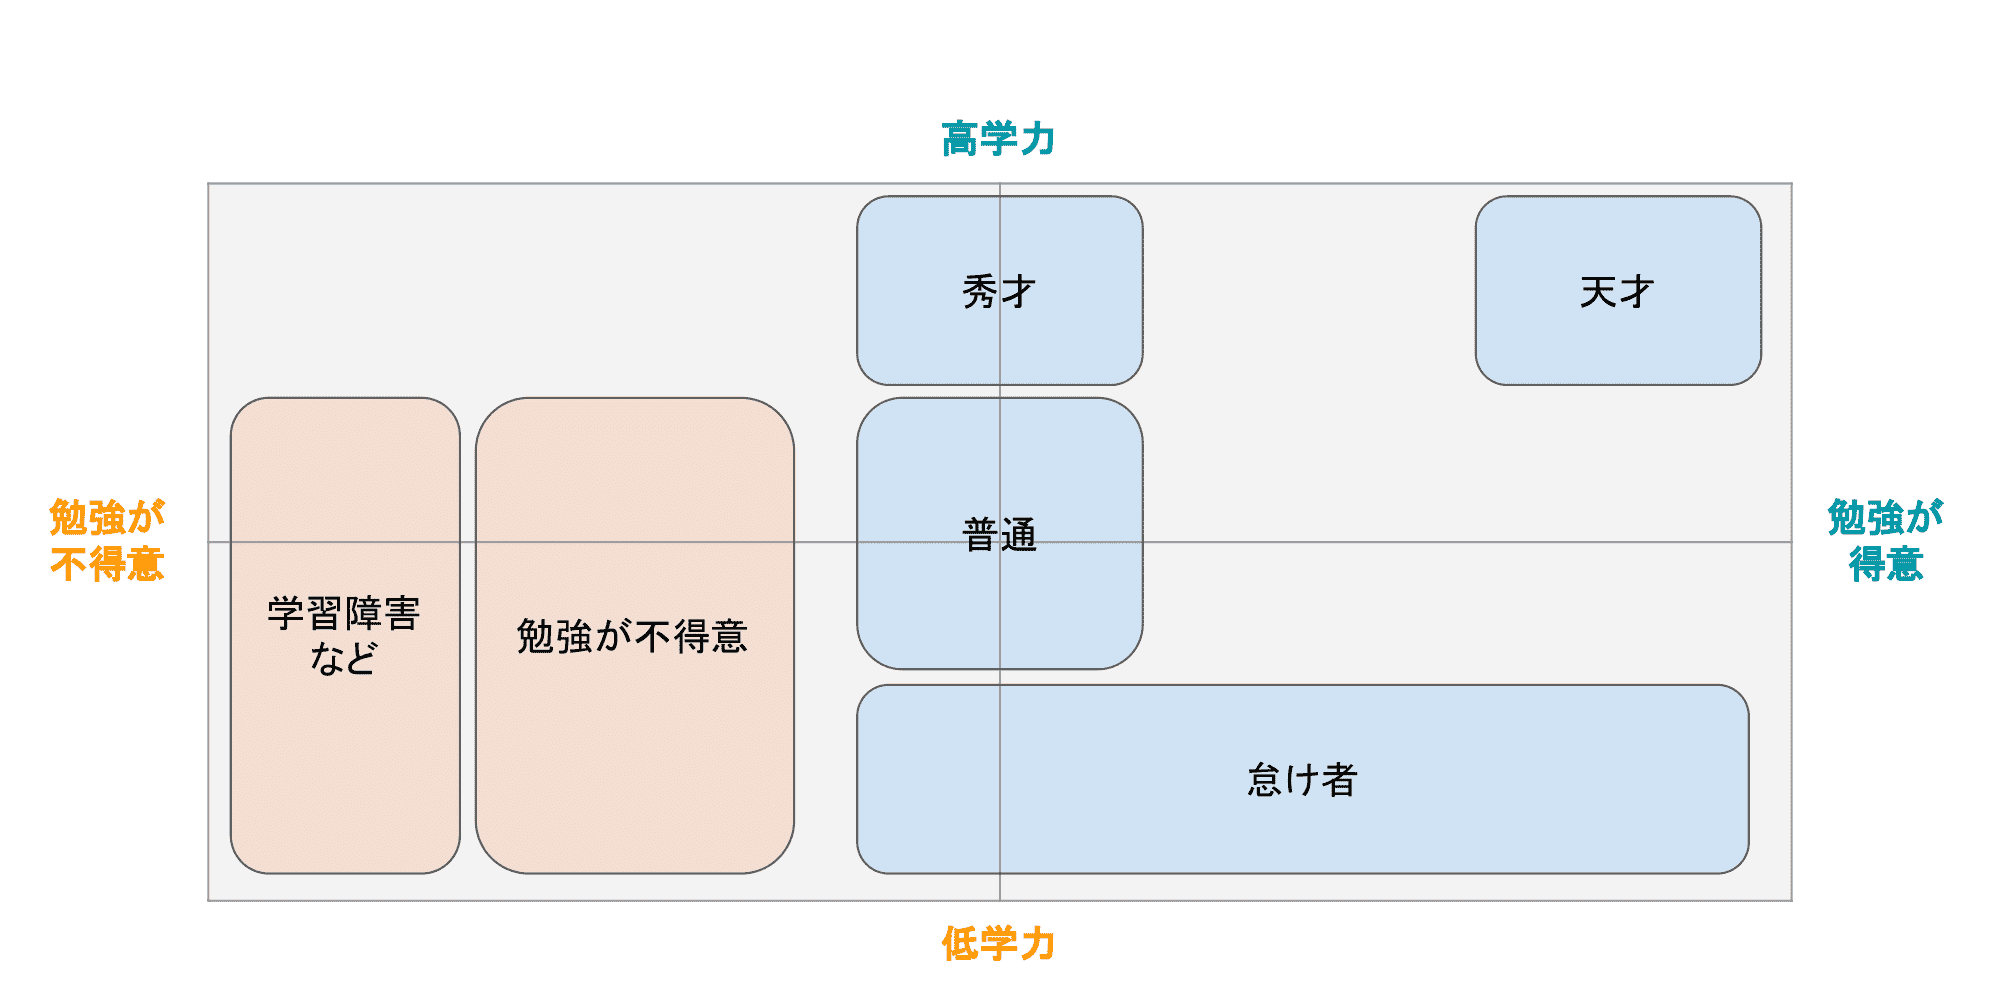 高学力
秀才
天才
勉強が
不得意
勉強が
得意
普通
学習障害
など
勉強が不得意
怠け者
低学力